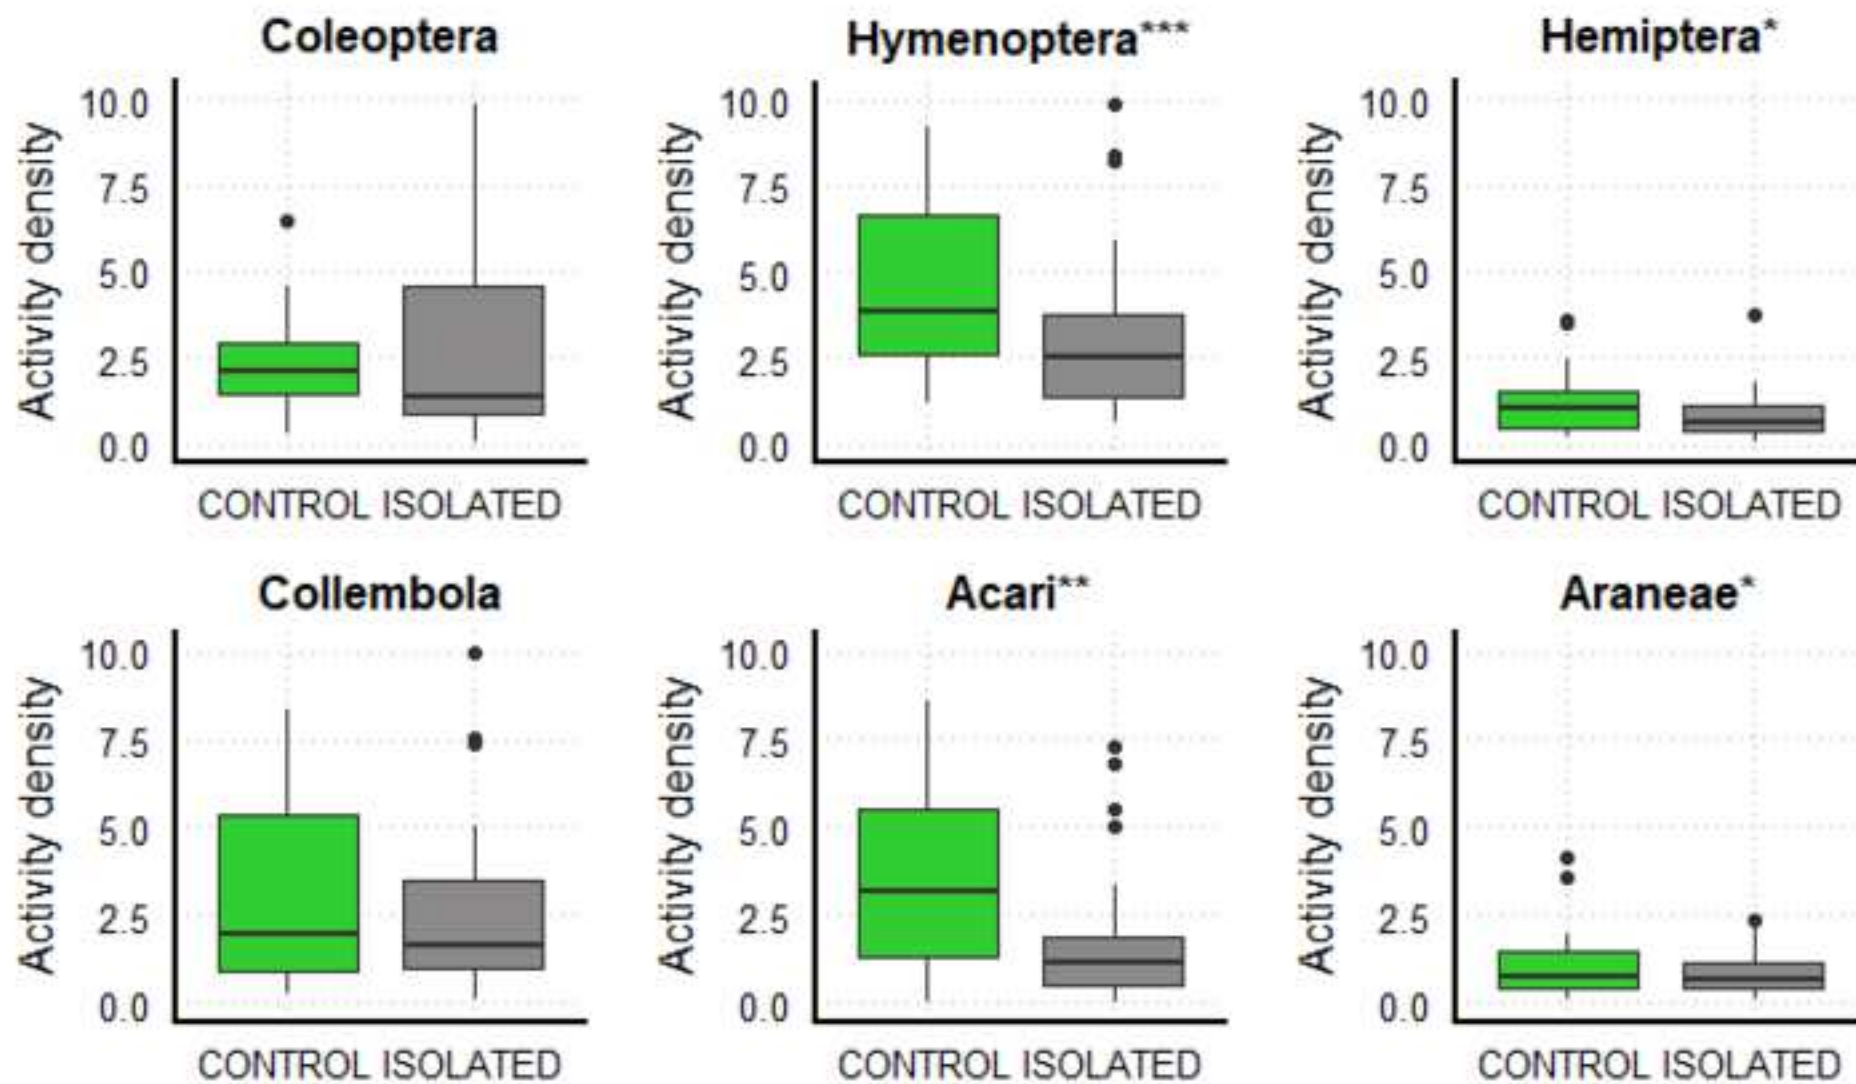 Coleoptera
Hymenoptera***
Hemiptera*
Activity density
10.0
7.5
5.0
2.5
0.0
CONTROL ISOLATED
Activity density
10.0
7.5
5.0
2.5
0.0
CONTROL ISOLATED
Activity density
10.0
7.5
5.0
2.5
0.0
CONTROL ISOLATED
Collembola
Acari**
Araneae*
Activity density
10.0
7.5
5.0
2.5
0.0
CONTROL ISOLATED
Activity density
10.0
7.5
5.0
2.5
0.0
CONTROL ISOLATED
Activity density
10.0
7.5
5.0
2.5
0.0
CONTROL ISOLATED